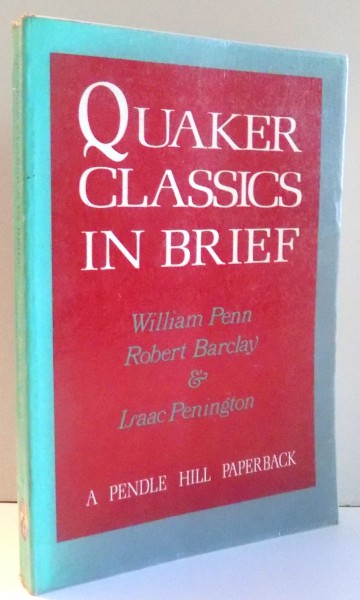 QUAKER
CLASSICS
IN BRIEF
William Penn
Robert Barclay
&
Isaac Penington
A PENDLE HILL PAPERBACK